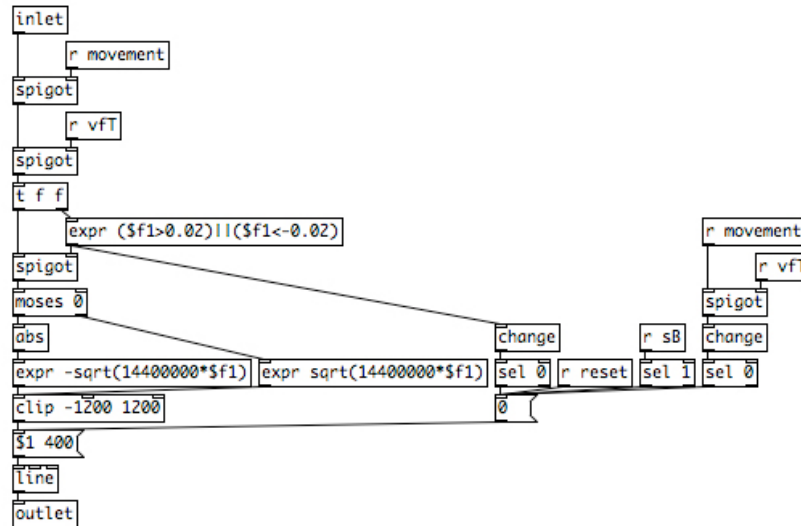 inlet
r movement
spigot
r vfT
spigot
t f f
expr ($f1>0.02)||($f1<-0.02)
r movement
spigot
r vfT
moses 0
spigot
abs
change
r sB
change
expr -sqrt(14400000*$f1)
expr sqrt(14400000*$f1)
sel 0
r reset
sel 1
sel 0
clip -1200 1200
0
$1 400
line
outlet